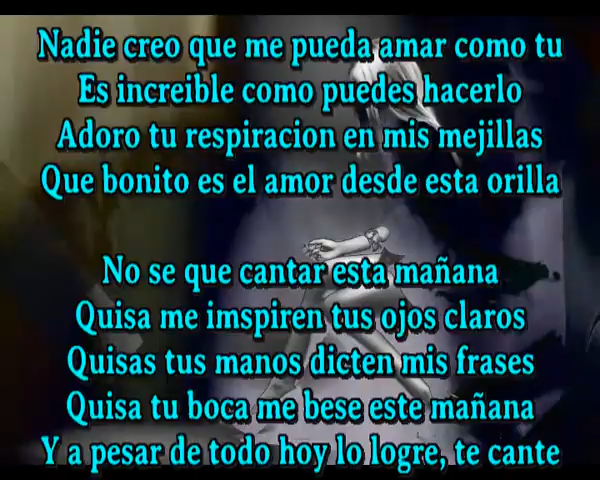 Nadie creo que me pueda amar como tu
Es increible como puedes hacerlo
Adoro tu respiracion en mis mejillas
Que bonito es el amor desde esta orilla
No se que cantar esta mañana
Quisa me imspiren tus ojos claros
Quisas tus manos dicten mis frases
Quisa tu boca me bese este mañana
Y a pesar de todo hoy lo logre, te cante